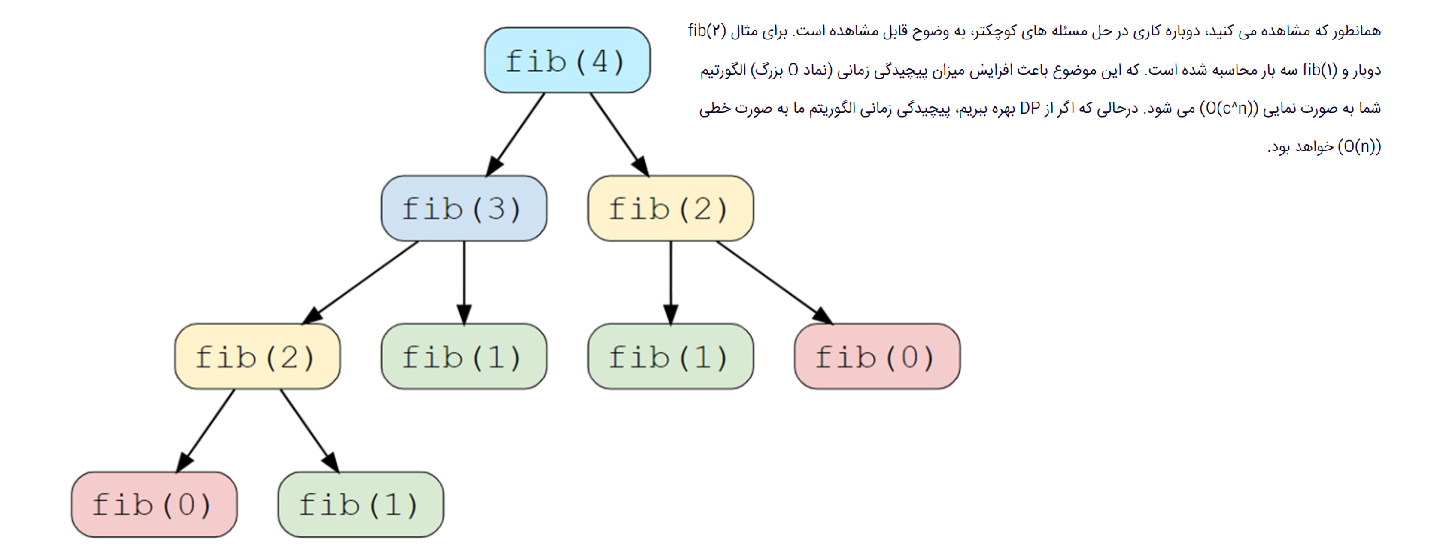 همانطور که مشاهده می کنید، دوباره کاری در حل مسئله های کوچکتر، به وضوح قابل مشاهده است. برای مثال fib(۲)
دوبار و fib(۱) سه بار محاسبه شده است. که این موضوع باعث افرایش میزان پیچیدگی زمانی (نماد O بزرگ) الگورتیم
شما به صورت نمایی (O(c^n)) می شود. درحالی که اگر از DP بهره ببریم، پیچیدگی زمانی الگوریتم ما به صورت خطی
(O(n)) خواهد بود.
fib(4)
fib(3) fib(2)
fib(2) fib(1) fib(1) fib(0)
fib(0) fib(1)